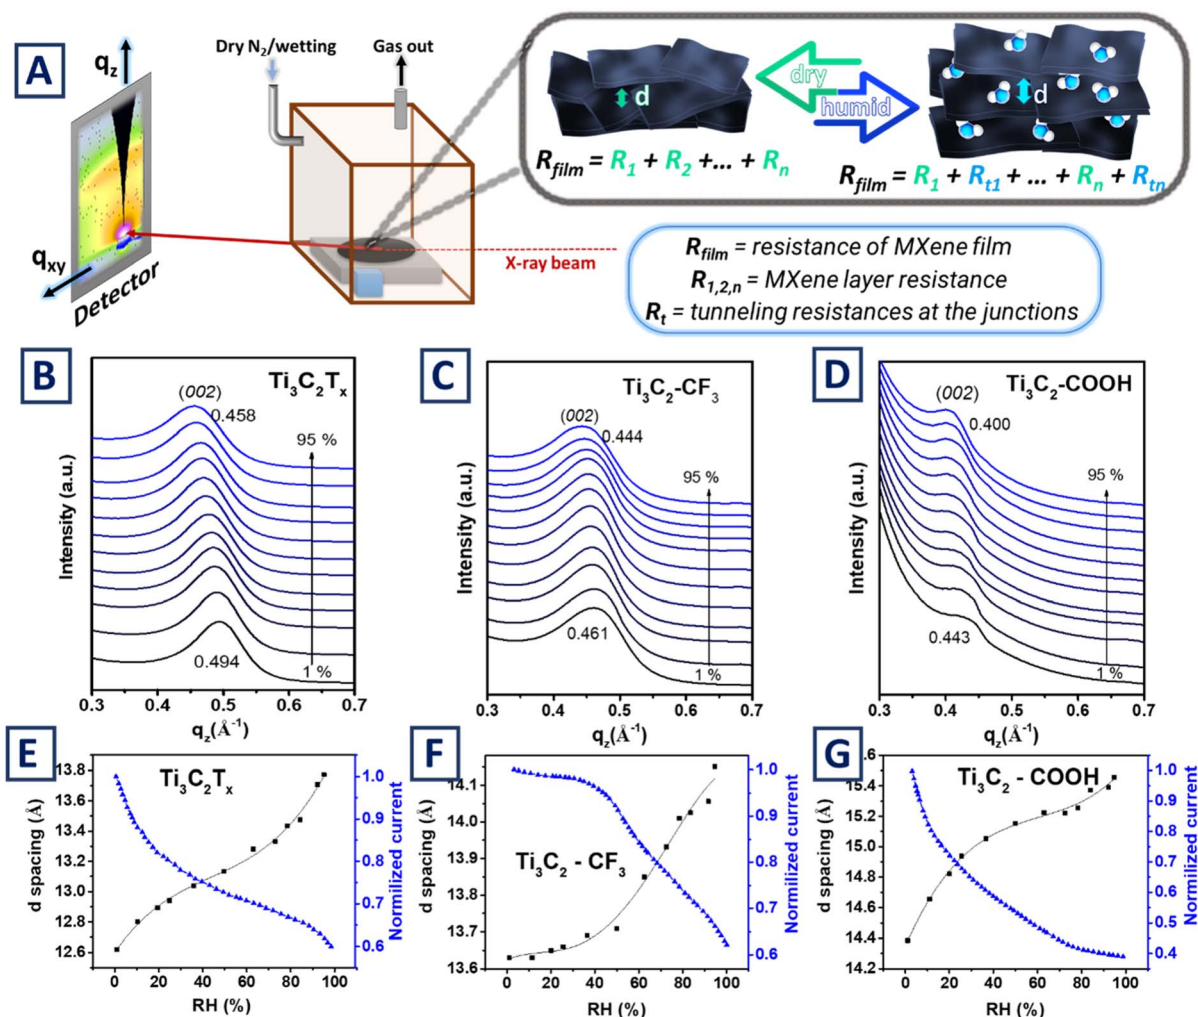 A
q_z
q_xy
Detector
Dry N₂/wetting
Gas out
X-ray beam
d
dry
humid
d
R_film = R₁ + R₂ +... + R_n
R_film = R₁ + R_t1 + ... + R_n + R_tn
R_film = resistance of MXene film
R_1,2,n = MXene layer resistance
R_t = tunneling resistances at the junctions
B
Ti₃C₂Tₓ
(002)
0.458
95 %
0.494
1 %
Intensity (a.u.)
0.3 0.4 0.5 0.6 0.7
q_z(Å⁻¹)
C
Ti₃C₂-CF₃
(002)
0.444
95 %
0.461
1%
Intensity (a.u.)
0.3 0.4 0.5 0.6 0.7
q_z(Å⁻¹)
D
Ti₃C₂-COOH
(002)
0.400
95 %
0.443
1%
Intensity (a.u.)
0.3 0.4 0.5 0.6 0.7
q_z(Å⁻¹)
E
Ti₃C₂Tₓ
d spacing (Å)
13.8
13.6
13.4
13.2
13.0
12.8
12.6
1.0
0.9
0.8
0.7
0.6
Normilized current
0 20 40 60 80 100
RH (%)
F
Ti₃C₂ - CF₃
d spacing (Å)
14.1
14.0
13.9
13.8
13.7
13.6
1.0
0.9
0.8
0.7
0.6
Normilized current
0 20 40 60 80 100
RH (%)
G
Ti₃C₂ - COOH
d spacing (Å)
15.4
15.2
15.0
14.8
14.6
14.4
14.2
1.0
0.9
0.8
0.7
0.6
0.5
0.4
Normilized current
0 20 40 60 80 100
RH (%)